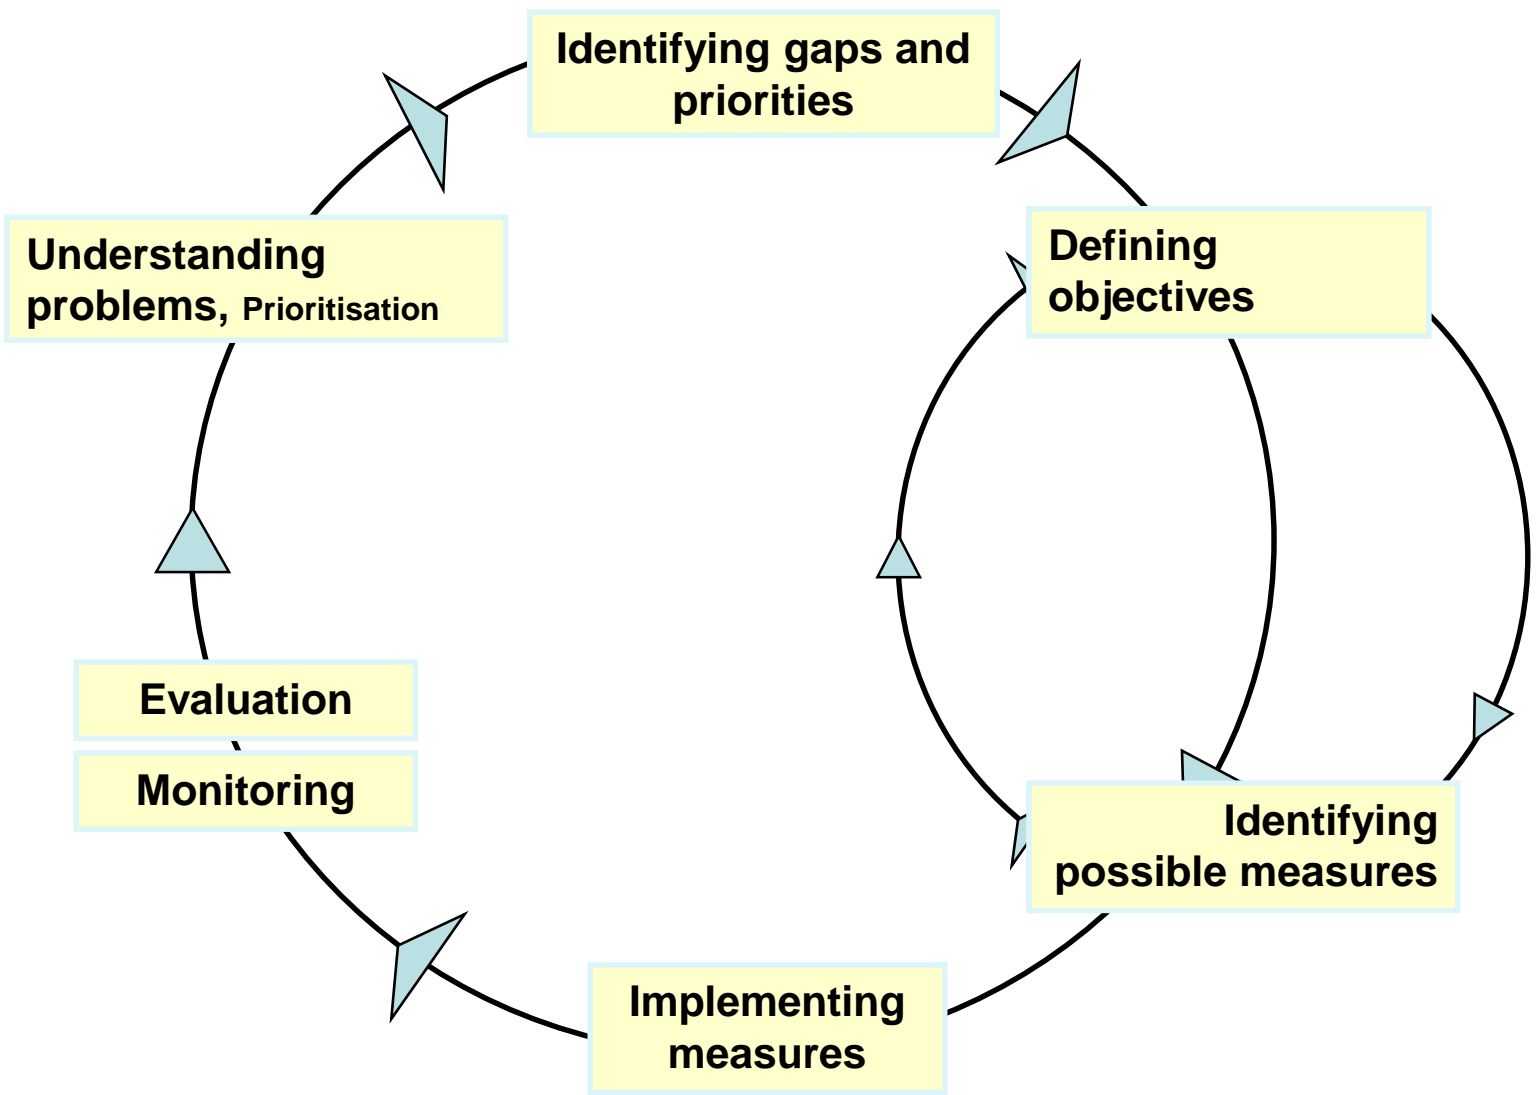 Identifying gaps and
priorities
Understanding
problems, Prioritisation
Defining
objectives
Evaluation
Monitoring
Identifying
possible measures
Implementing
measures